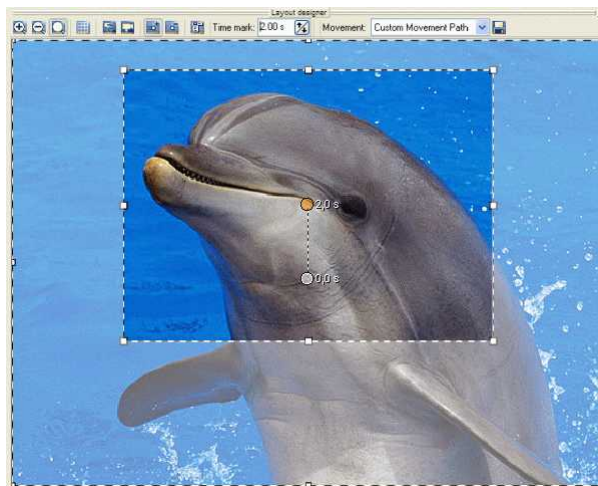 Layout designer
Time mark: 2.00 s Movement: Custom Movement Path
2,0 s
0,0 s